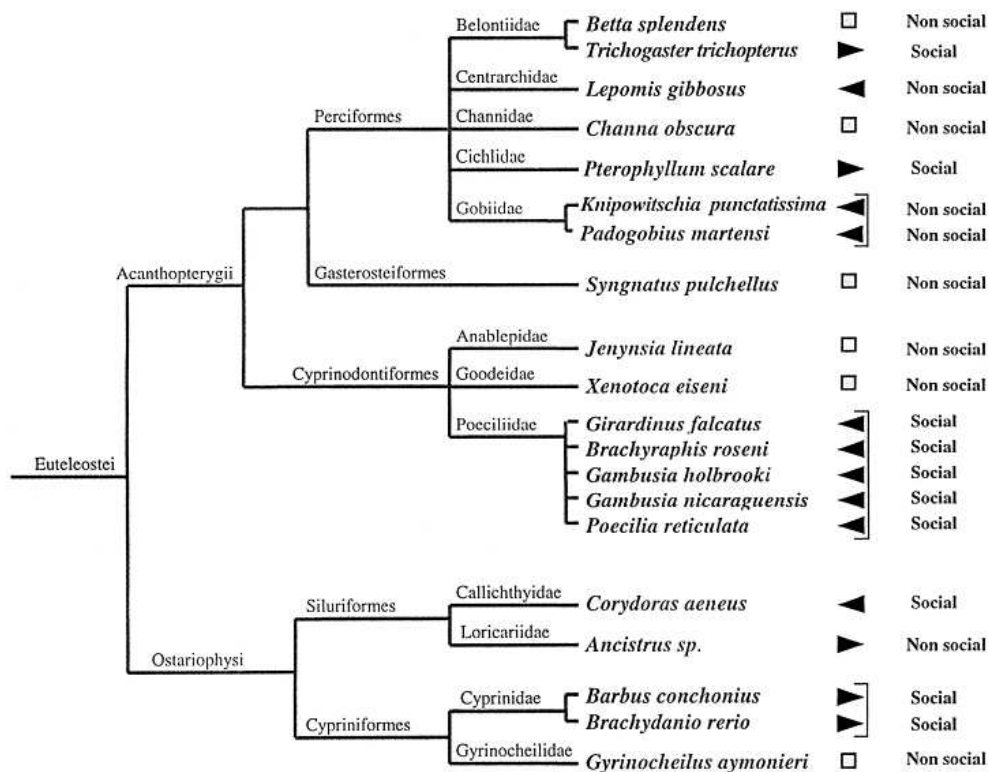 Belontiidae Betta splendens Non social
Trichogaster trichopterus Social
Centrarchidae Lepomis gibbosus Non social
Perciformes Channidae Channa obscura Non social
Cichlidae Pterophyllum scalare Social
Gobiidae Knipowitschia punctatissima Non social
Padogobius martensi Non social
Acanthopterygii Gasterosteiformes Syngnatus pulchellus Non social
Anablepidae Jenynsia lineata Non social
Cyprinodontiformes Goodeidae Xenotoca eiseni Non social
Poeciliidae Girardinus falcatus Social
Brachyraphis roseni Social
Euteleostei Gambusia holbrooki Social
Gambusia nicaraguensis Social
Poecilia reticulata Social
Siluriformes Callichthyidae Corydoras aeneus Social
Loricariidae Ancistrus sp. Non social
Ostariophysi
Cyprinidae Barbus conchonius Social
Cypriniformes Brachydanio rerio Social
Gyrinocheilidae Gyrinocheilus aymonieri Non social